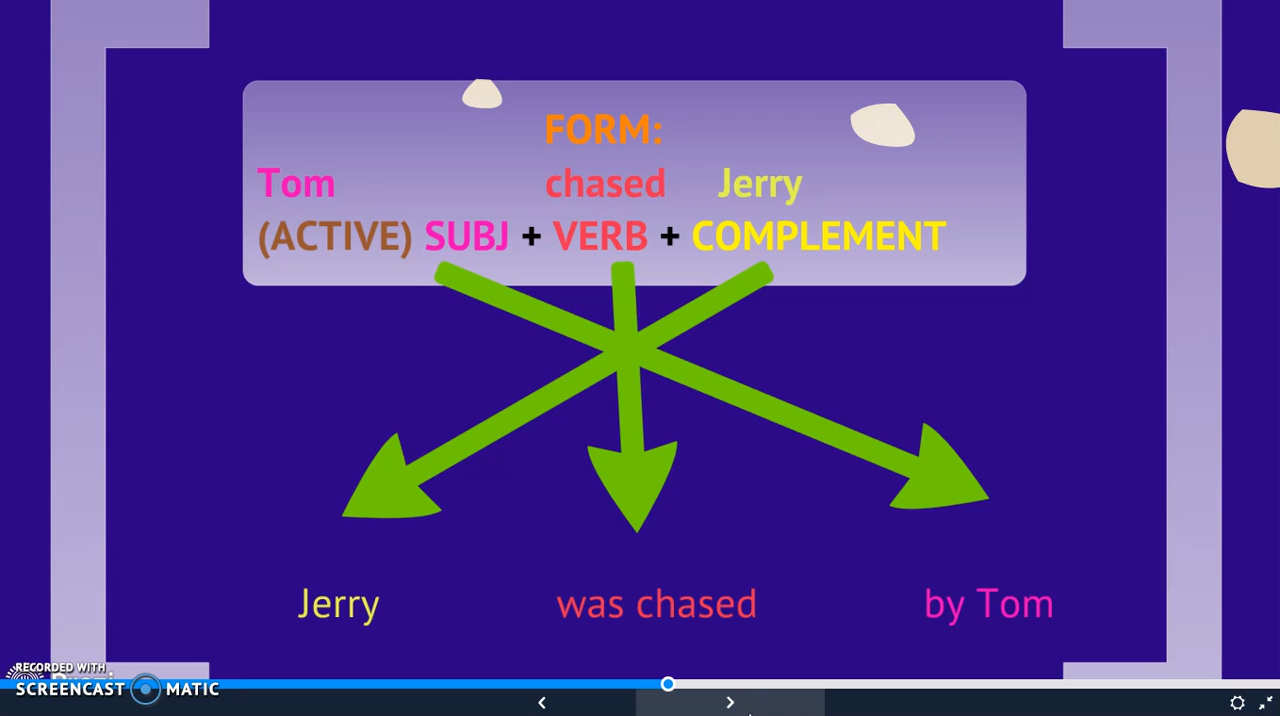 FORM:
Tom chased Jerry
(ACTIVE) SUBJ + VERB + COMPLEMENT
Jerry was chased by Tom
RECORDED WITH
SCREENCAST MATIC